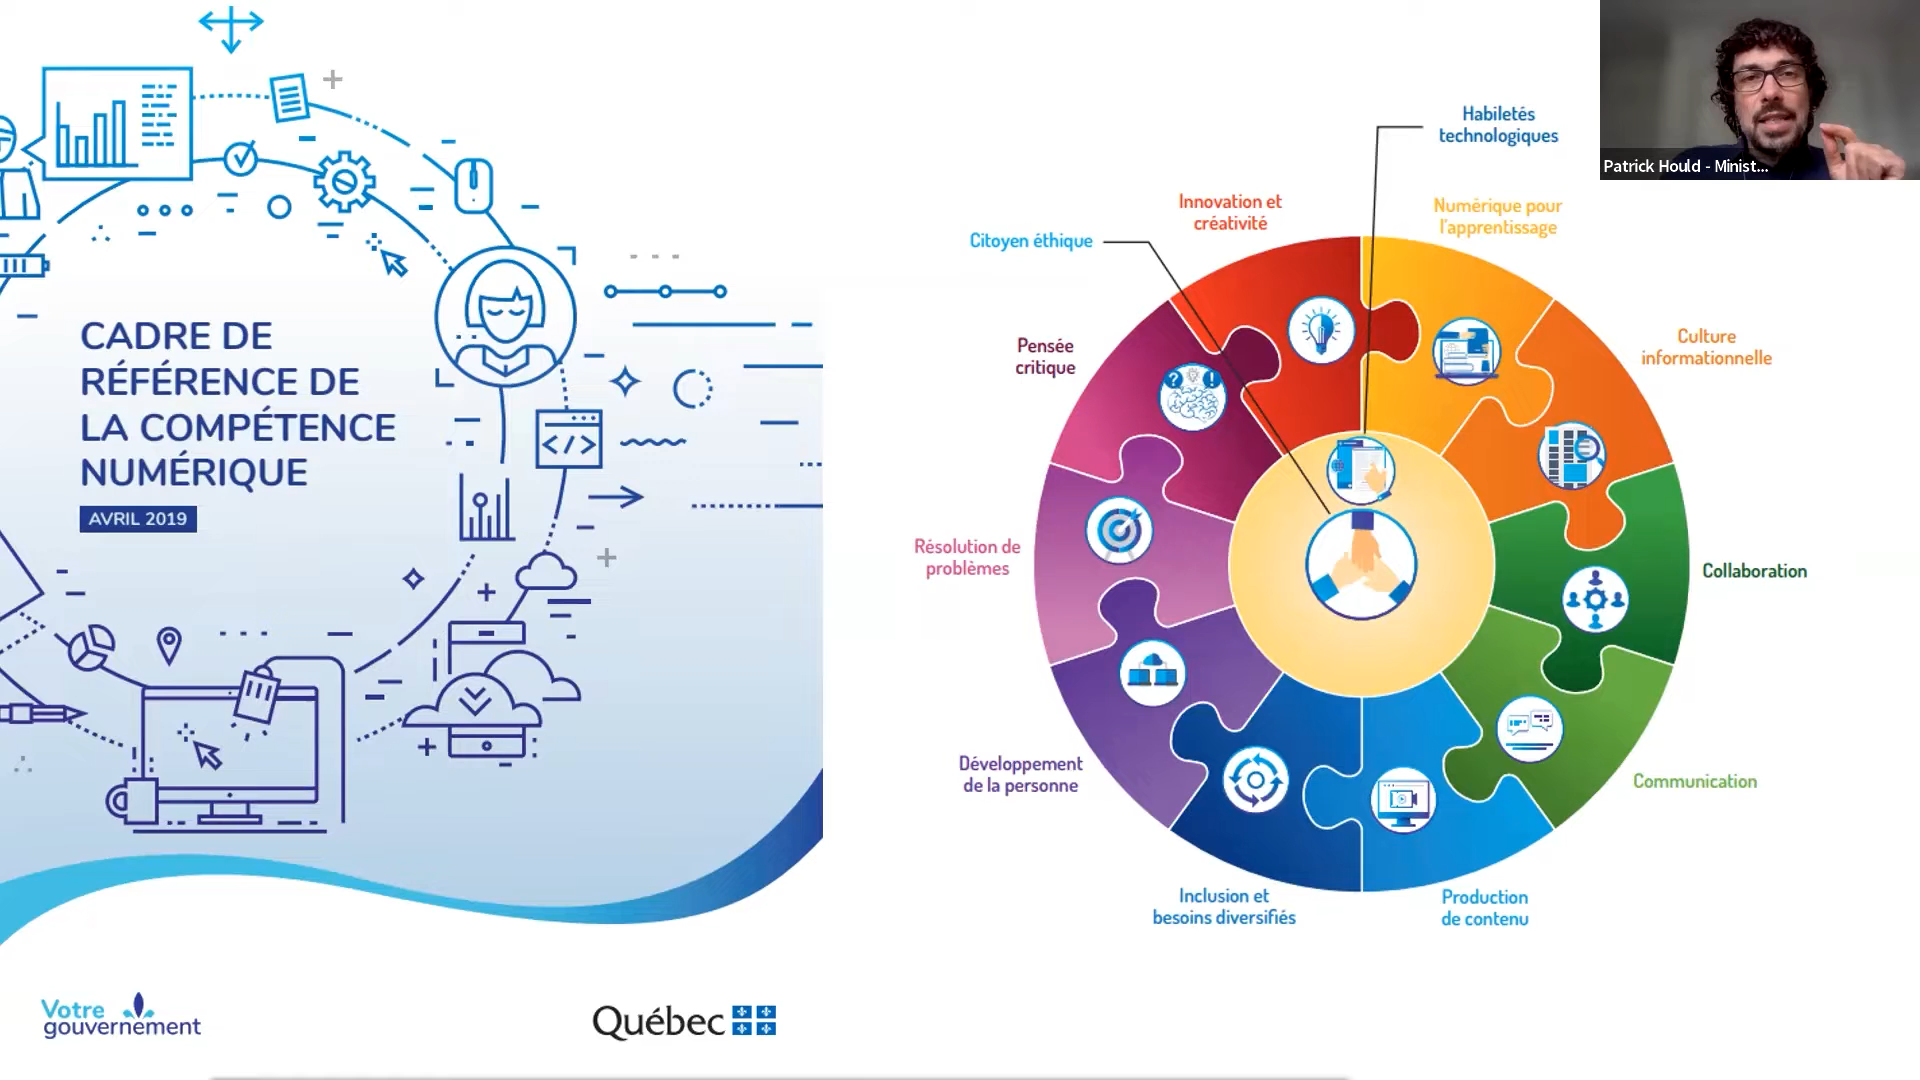 CADRE DE
RÉFÉRENCE DE
LA COMPÉTENCE
NUMÉRIQUE
AVRIL 2019
Votre
gouvernement
Québec
Habiletés
technologiques
Innovation et
créativité
Numérique pour
l'apprentissage
Citoyen éthique
Pensée
critique
Culture
informationnelle
Résolution de
problèmes
Collaboration
Développement
de la personne
Communication
Inclusion et
besoins diversifiés
Production
de contenu
Patrick Hould - Minist...